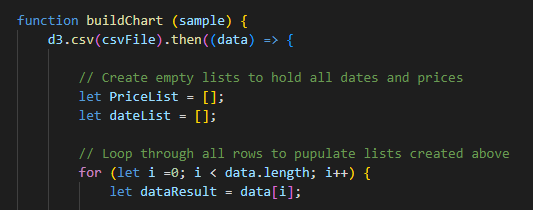 function buildChart (sample) {
d3.csv(csvFile).then((data) => {
// Create empty lists to hold all dates and prices
let PriceList = [];
let dateList = [];
// Loop through all rows to pupulate lists created above
for (let i =0; i < data.length; i++) {
let dataResult = data[i];